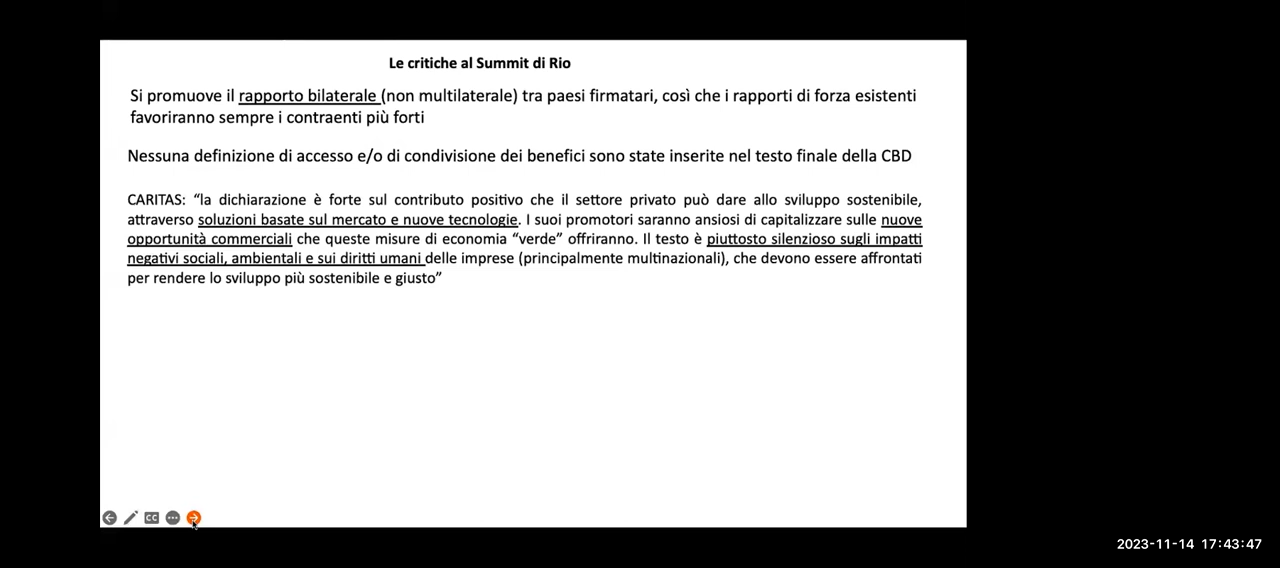 Le critiche al Summit di Rio
Si promuove il rapporto bilaterale (non multilaterale) tra paesi firmatari, così che i rapporti di forza esistenti
favoriranno sempre i contraenti più forti
Nessuna definizione di accesso e/o di condivisione dei benefici sono state inserite nel testo finale della CBD
CARITAS: “la dichiarazione è forte sul contributo positivo che il settore privato può dare allo sviluppo sostenibile,
attraverso soluzioni basate sul mercato e nuove tecnologie. I suoi promotori saranno ansiosi di capitalizzare sulle nuove
opportunità commerciali che queste misure di economia “verde” offriranno. Il testo è piuttosto silenzioso sugli impatti
negativi sociali, ambientali e sui diritti umani delle imprese (principalmente multinazionali), che devono essere affrontati
per rendere lo sviluppo più sostenibile e giusto”
CC
2023-11-14 17:43:47